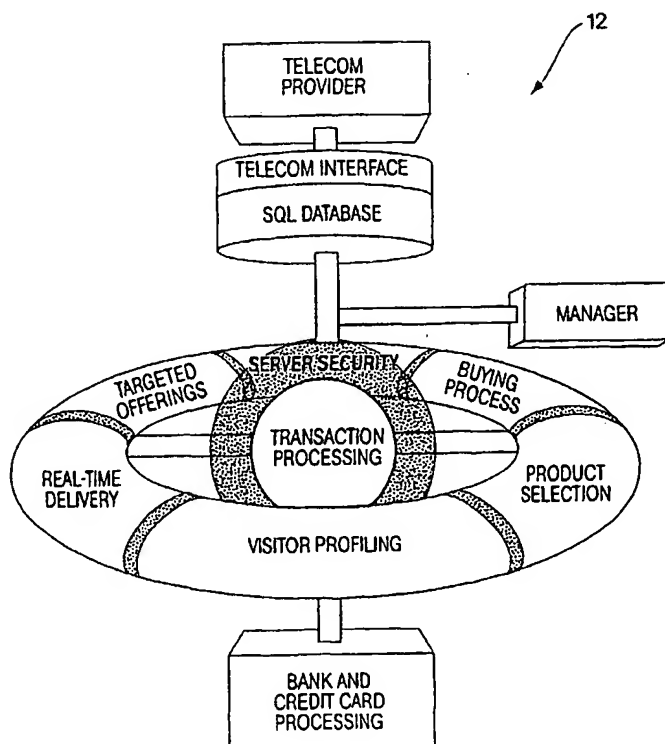 12
TELECOM
PROVIDER
TELECOM INTERFACE
SQL DATABASE
MANAGER
SERVER SECURITY
TARGETED
OFFERINGS
BUYING
PROCESS
TRANSACTION
PROCESSING
REAL-TIME
DELIVERY
PRODUCT
SELECTION
VISITOR PROFILING
BANK AND
CREDIT CARD
PROCESSING